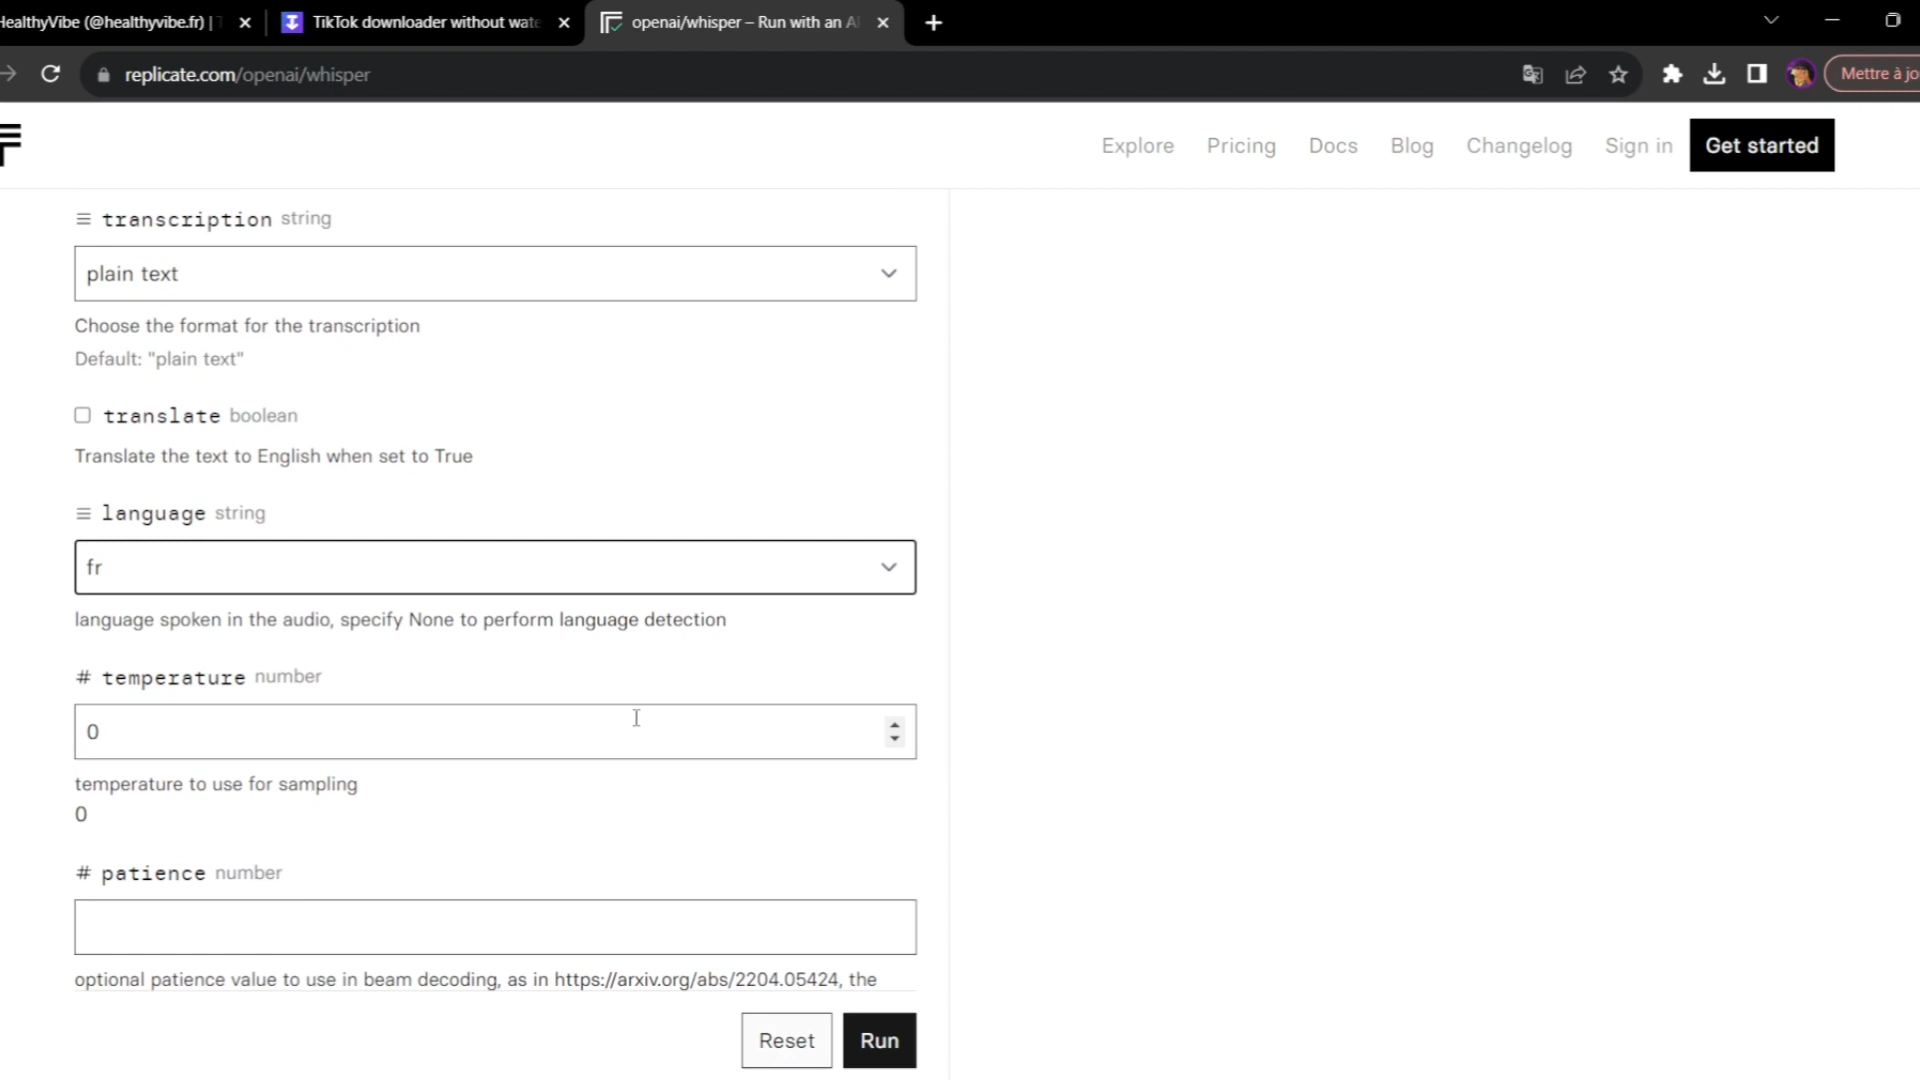 HealthyVibe (@healthyvibe.fr) |
TikTok downloader without wate
openai/whisper – Run with an A
replicate.com/openai/whisper
Mettre à jou
Explore Pricing Docs Blog Changelog Sign in Get started
transcription string
plain text
Choose the format for the transcription
Default: "plain text"
translate boolean
Translate the text to English when set to True
language string
fr
language spoken in the audio, specify None to perform language detection
# temperature number
0
temperature to use for sampling
0
# patience number
optional patience value to use in beam decoding, as in https://arxiv.org/abs/2204.05424, the
Reset Run